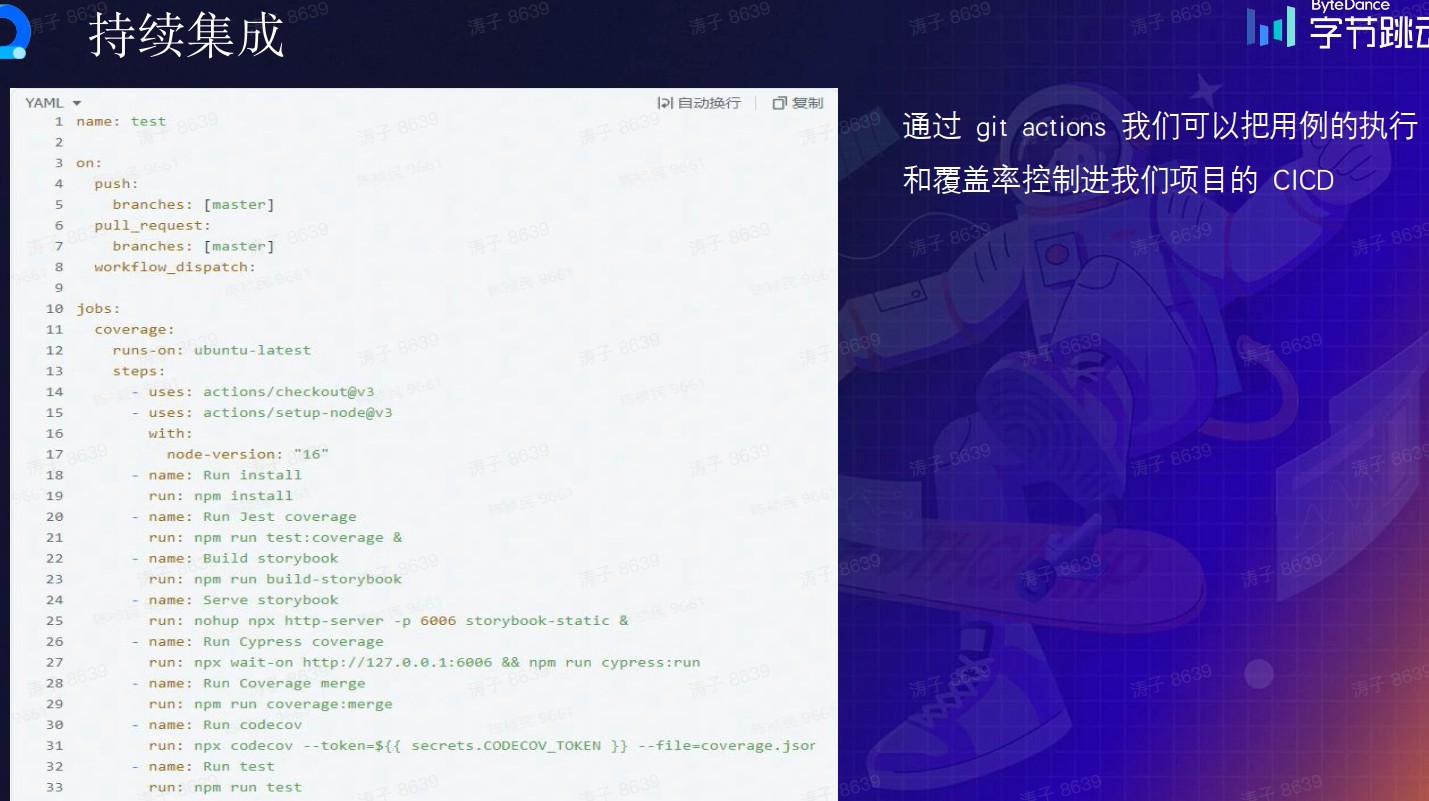 持续集成
ByteDance
字节跳动
YAML
自动换行
复制
1 name: test
2
3 on:
4 push:
5 branches: [master]
6 pull_request:
7 branches: [master]
8 workflow_dispatch:
9
10 jobs:
11 coverage:
12 runs-on: ubuntu-latest
13 steps:
14 - uses: actions/checkout@v3
15 - uses: actions/setup-node@v3
16 with:
17 node-version: "16"
18 - name: Run install
19 run: npm install
20 - name: Run Jest coverage
21 run: npm run test:coverage &
22 - name: Build storybook
23 run: npm run build-storybook
24 - name: Serve storybook
25 run: nohup npx http-server -p 6006 storybook-static &
26 - name: Run Cypress coverage
27 run: npx wait-on http://127.0.0.1:6006 && npm run cypress:run
28 - name: Run Coverage merge
29 run: npm run coverage:merge
30 - name: Run codecov
31 run: npx codecov --token=${{ secrets.CODECOV_TOKEN }} --file=coverage.json
32 - name: Run test
33 run: npm run test
通过 git actions 我们可以把用例的执行
和覆盖率控制进我们项目的 CICD
涛子 8639